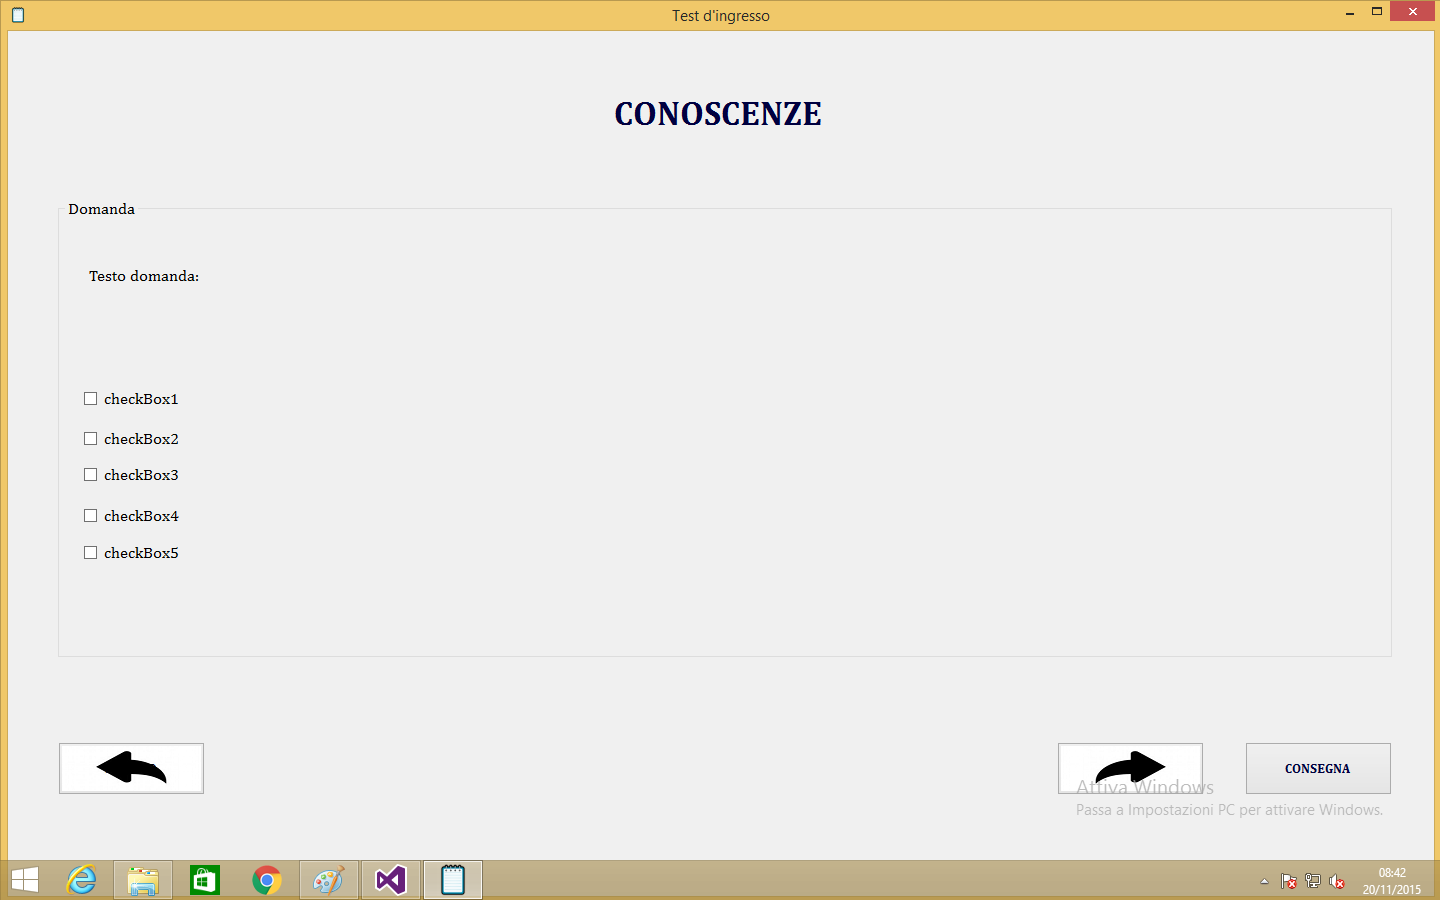 Test d'ingresso
CONOSCENZE
Domanda
Testo domanda:
checkBox1
checkBox2
checkBox3
checkBox4
checkBox5
CONSEGNA
Attiva Windows
Passa a Impostazioni PC per attivare Windows.
08:42
20/11/2015